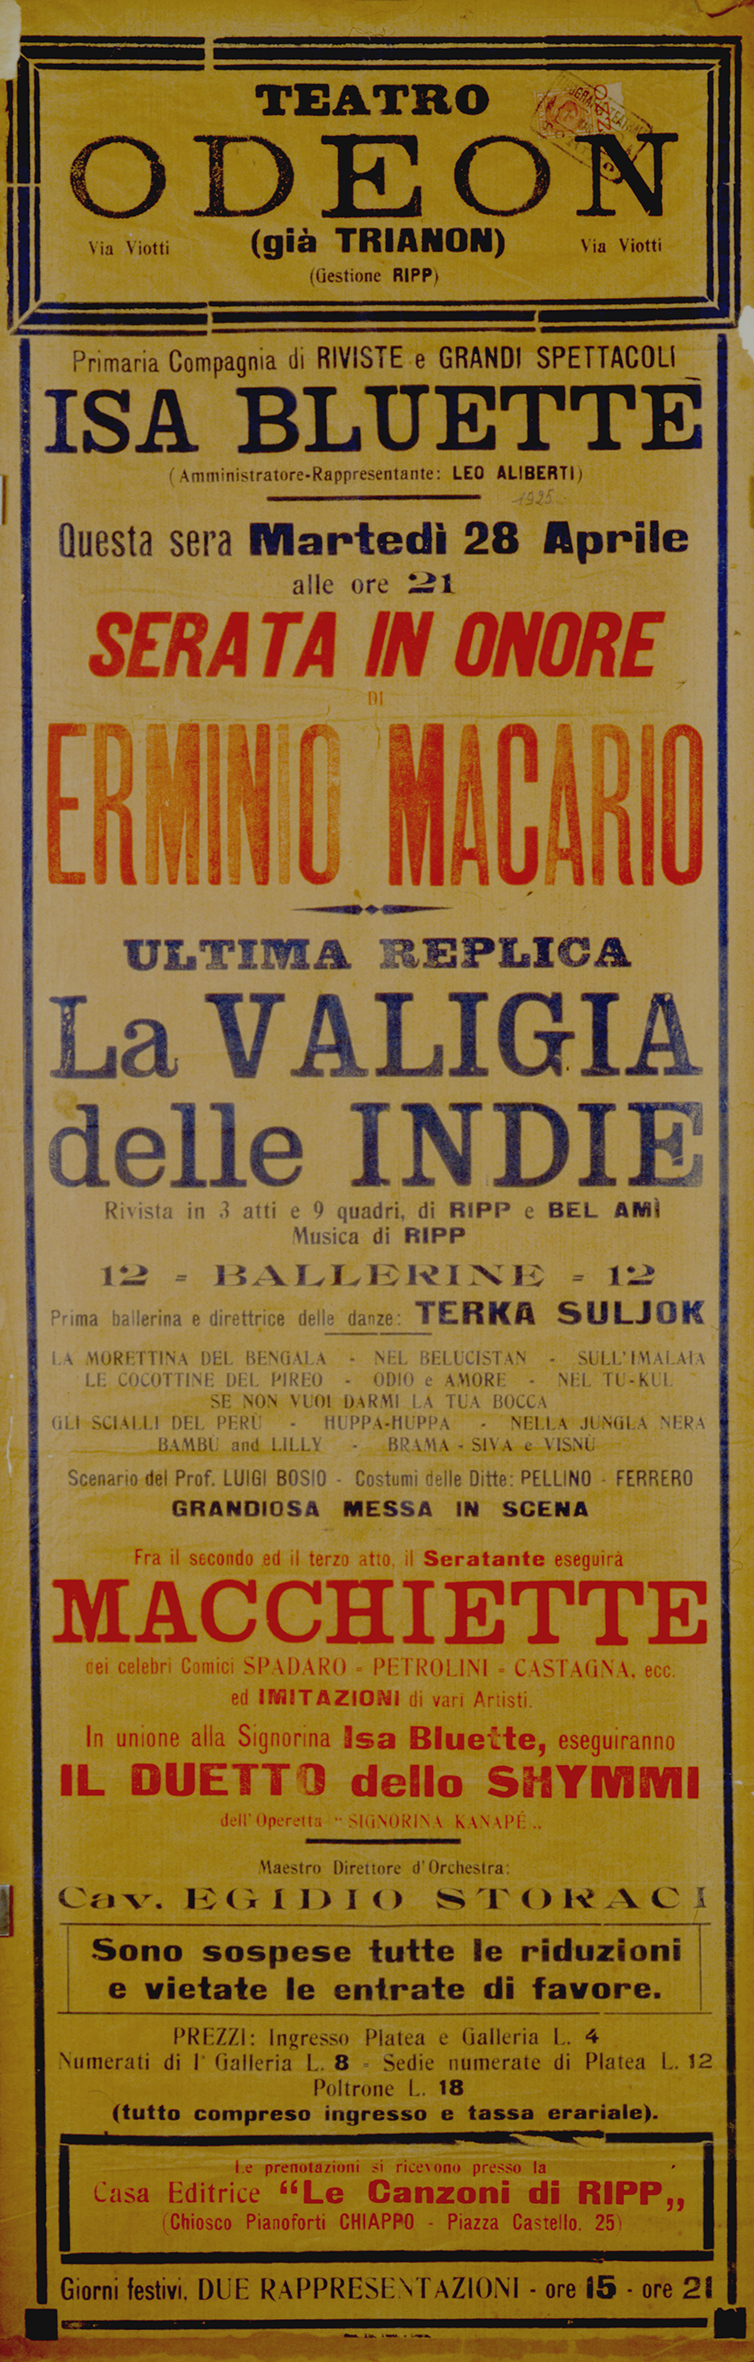 TEATRO
ODEON
Via Viotti
(già TRIANON)
Via Viotti
(Gestione RIPP)
Primaria Compagnia di RIVISTE e GRANDI SPETTACOLI
ISA BLUETTE
(Amministratore-Rappresentante: LEO ALIBERTI)
1925
Questa sera Martedì 28 Aprile
alle ore 21
SERATA IN ONORE
DI
ERMINIO MACARIO
ULTIMA REPLICA
La VALIGIA
delle INDIE
Rivista in 3 atti e 9 quadri, di RIPP e BEL AMÌ
Musica di RIPP
12 = BALLERINE = 12
Prima ballerina e direttrice delle danze: TERKA SULJOK
LA MORETTINA DEL BENGALA - NEL BELUCISTAN - SULL'IMALAIA
LE COCOTTINE DEL PIREO - ODIO e AMORE - NEL TU-KUL
SE NON VUOI DARMI LA TUA BOCCA
GLI SCIALLI DEL PERÙ - HUPPA-HUPPA - NELLA JUNGLA NERA
BAMBÙ and LILLY - BRAMA - SIVA e VISNÙ
Scenario del Prof. LUIGI BOSIO - Costumi delle Ditte: PELLINO - FERRERO
GRANDIOSA MESSA IN SCENA
Fra il secondo ed il terzo atto, il Seratante eseguirà
MACCHIETTE
dei celebri Comici SPADARO - PETROLINI - CASTAGNA, ecc.
ed IMITAZIONI di vari Artisti.
In unione alla Signorina Isa Bluette, eseguiranno
IL DUETTO dello SHYMMI
dell'Operetta "SIGNORINA KANAPÉ„
Maestro Direttore d'Orchestra:
Cav. EGIDIO STORACI
Sono sospese tutte le riduzioni
e vietate le entrate di favore.
PREZZI: Ingresso Platea e Galleria L. 4
Numerati di Iª Galleria L. 8 - Sedie numerate di Platea L. 12
Poltrone L. 18
(tutto compreso ingresso e tassa erariale).
Le prenotazioni si ricevono presso la
Casa Editrice "Le Canzoni di RIPP„
(Chiosco Pianoforti CHIAPPO - Piazza Castello, 25)
Giorni festivi, DUE RAPPRESENTAZIONI - ore 15 - ore 21